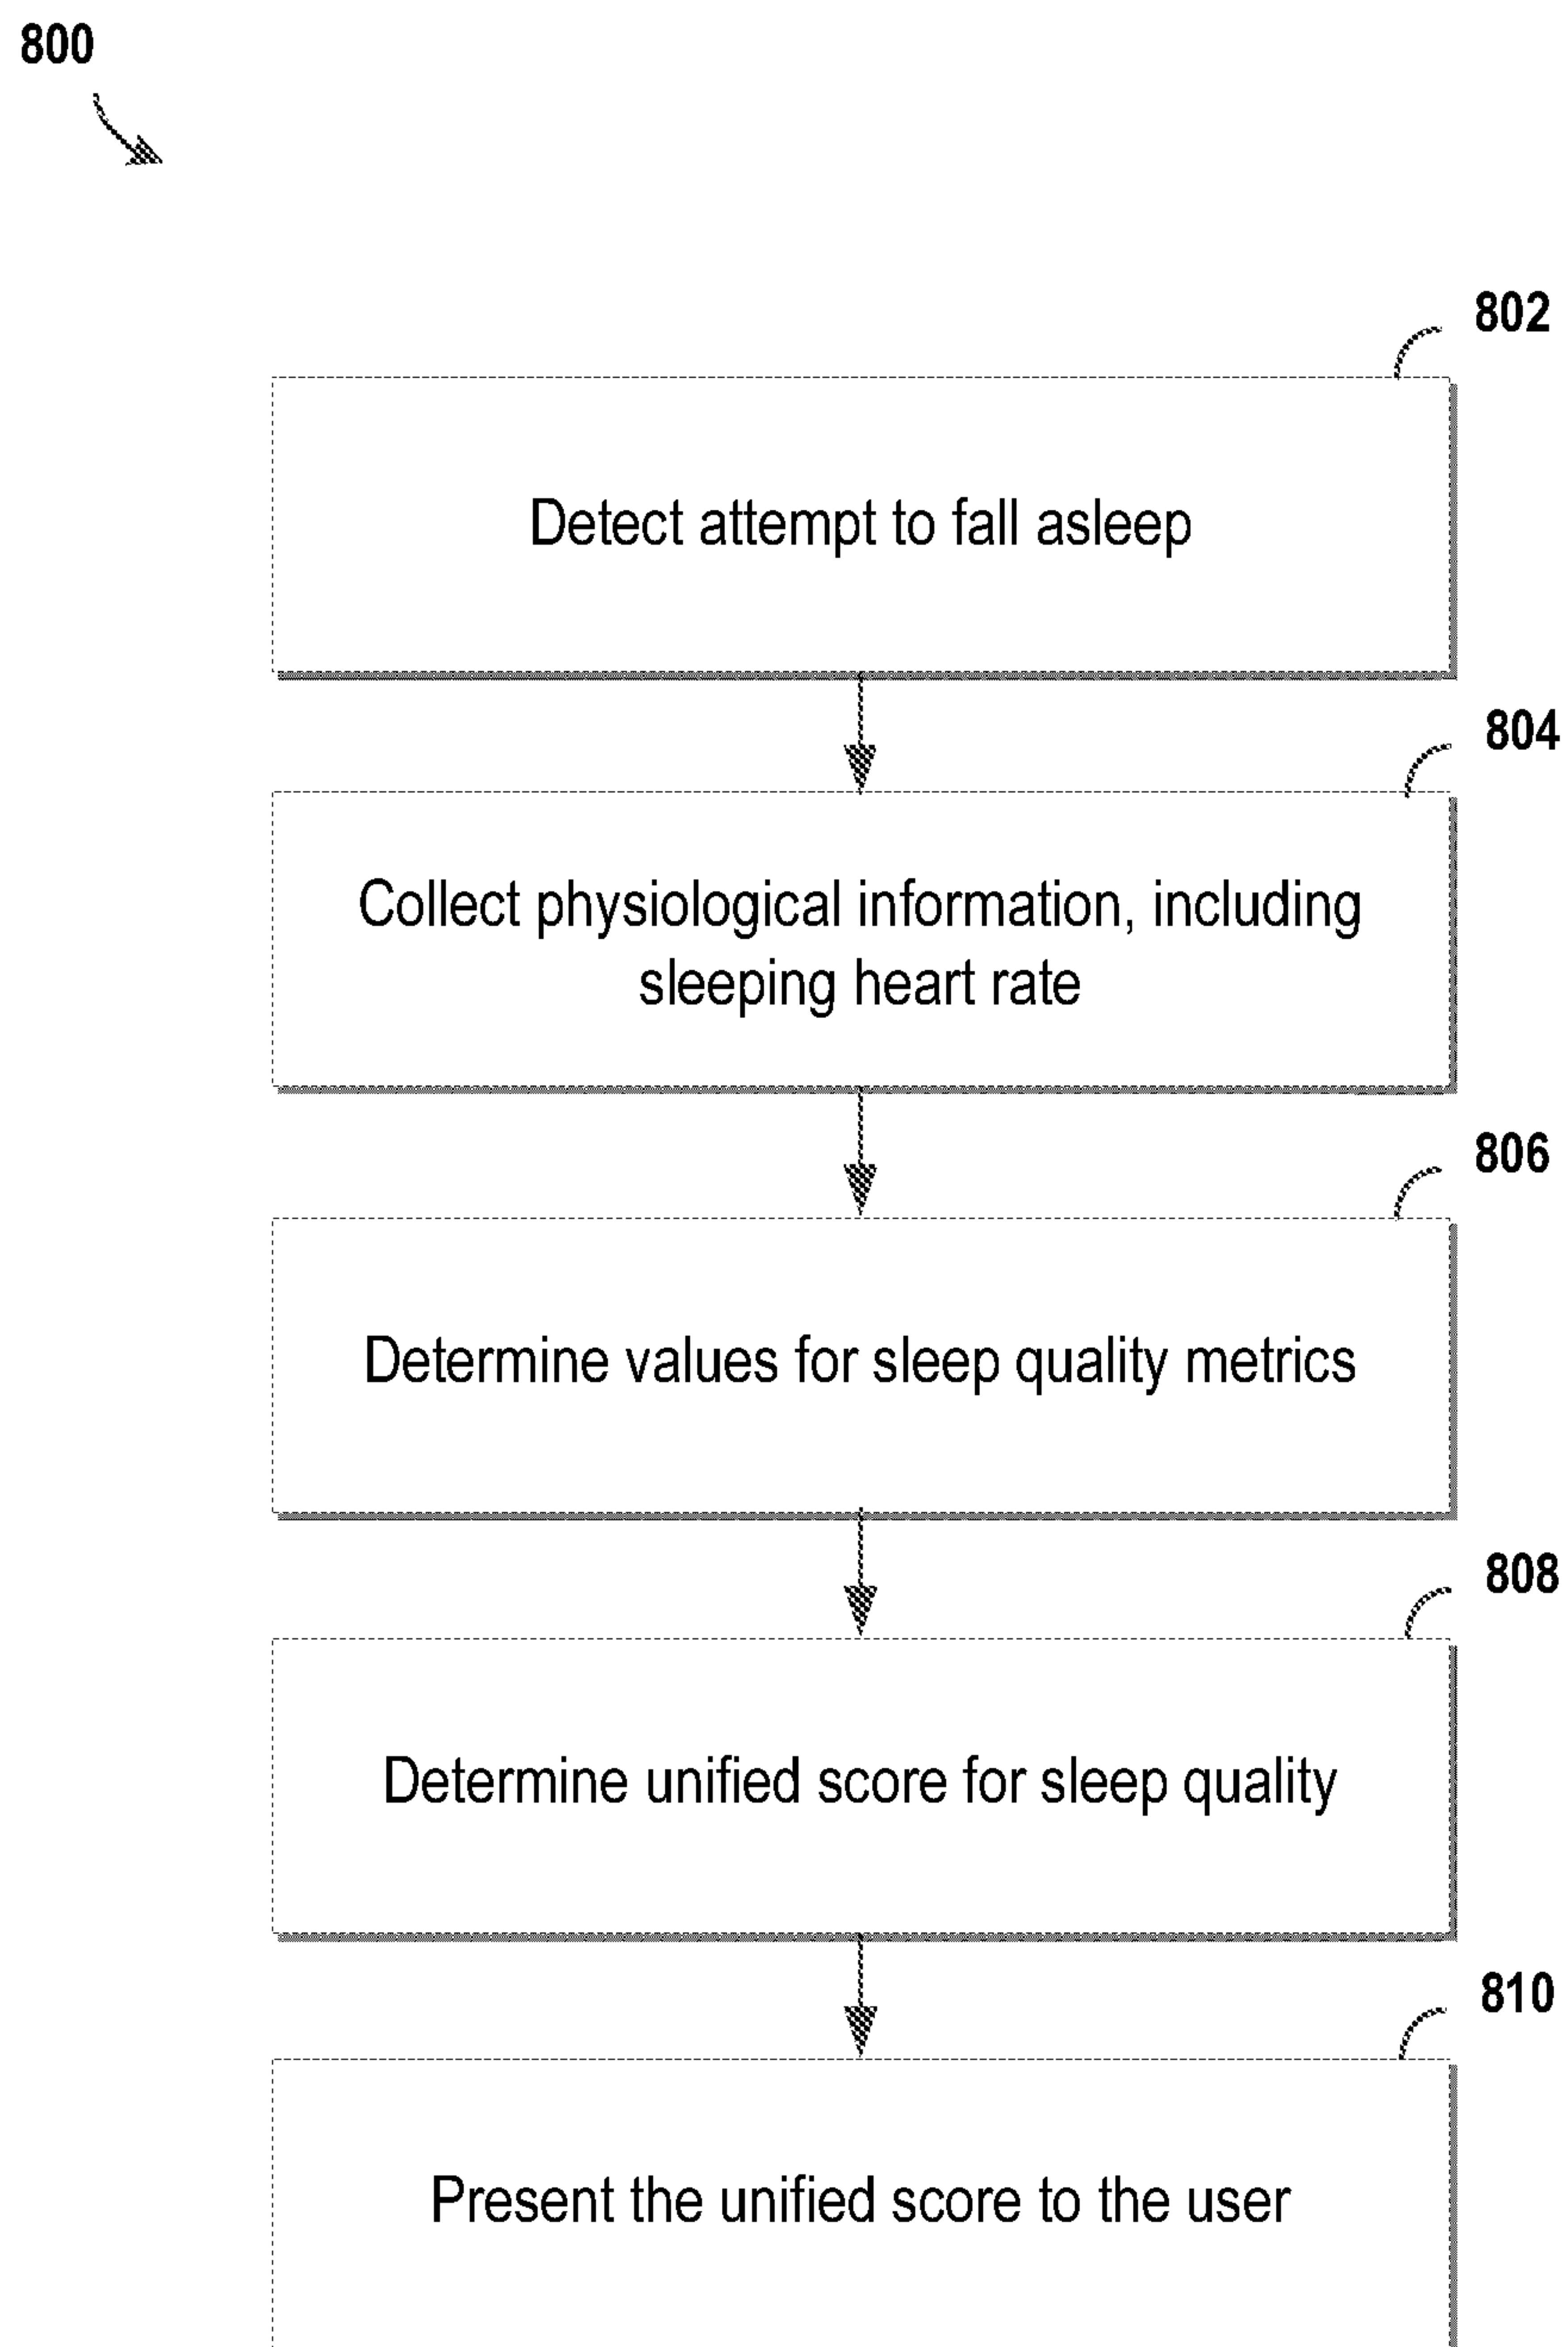 800
802
Detect attempt to fall asleep
804
Collect physiological information, including
sleeping heart rate
806
Determine values for sleep quality metrics
808
Determine unified score for sleep quality
810
Present the unified score to the user